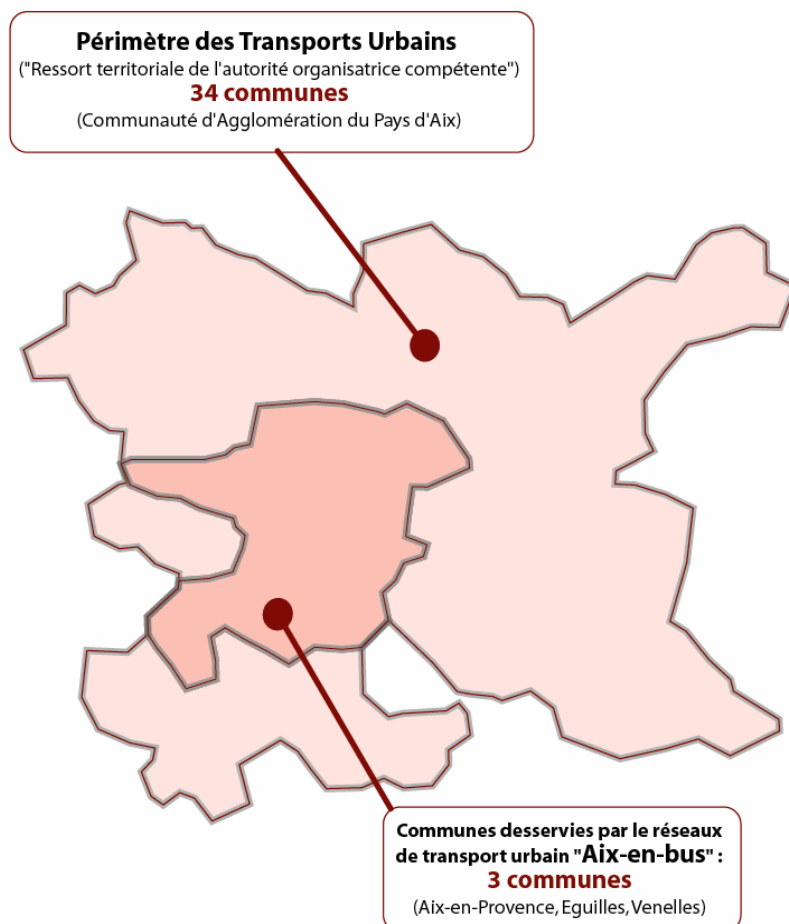 Périmètre des Transports Urbains
("Ressort territoriale de l'autorité organisatrice compétente")
34 communes
(Communauté d'Agglomération du Pays d'Aix)
Communes desservies par le réseaux
de transport urbain "Aix-en-bus" :
3 communes
(Aix-en-Provence, Eguilles, Venelles)